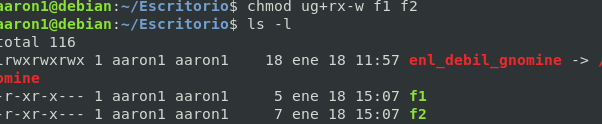 aaron1@debian:~/Escritorio$ chmod ug+rx-w f1 f2
aaron1@debian:~/Escritorio$ ls -l
total 116
lrwxrwxrwx 1 aaron1 aaron1    18 ene 18 11:57 enl_debil_gnomine -> /
omine
-r-xr-x--- 1 aaron1 aaron1     5 ene 18 15:07 f1
-r-xr-x--- 1 aaron1 aaron1     7 ene 18 15:07 f2